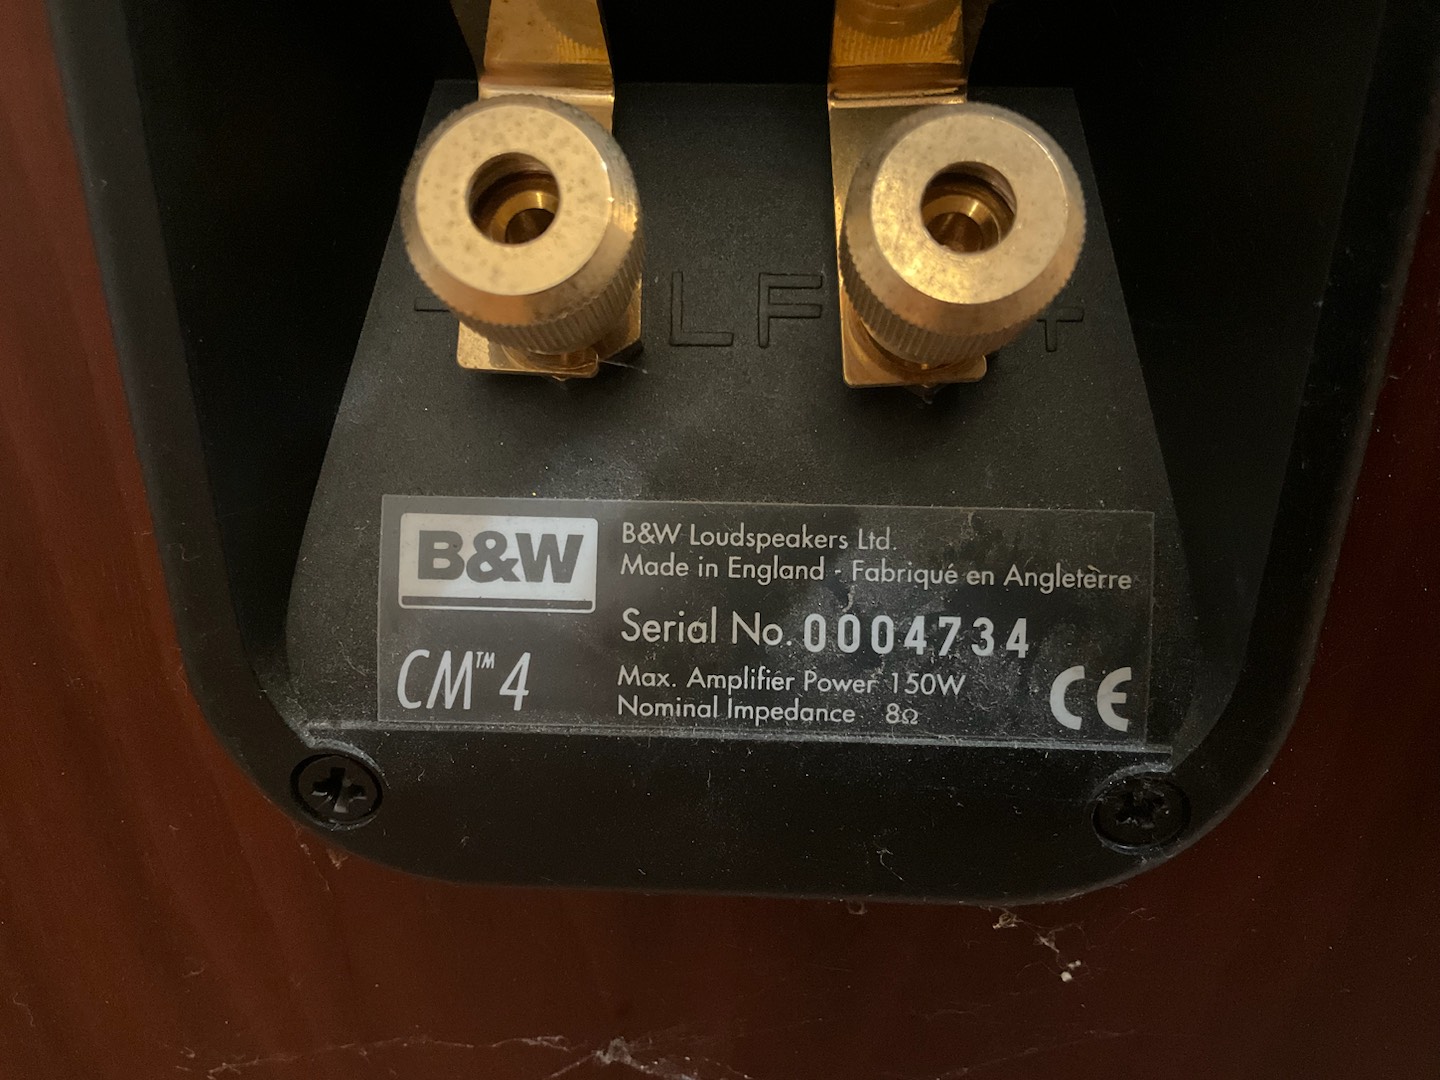 - LF +
B&W
B&W Loudspeakers Ltd.
Made in England - Fabriqué en Angleterre
Serial No. 0004734
CM™ 4
Max. Amplifier Power 150W
Nominal Impedance 8Ω
CE